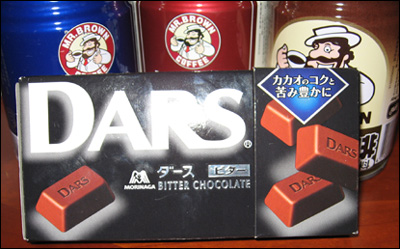 MR. BROWN
MR. BROWN
COFFEE
カカオのコクと
苦み豊かに
DARS®
MORINAGA
ダース ビター
BITTER CHOCOLATE
DARS
DARS
DARS